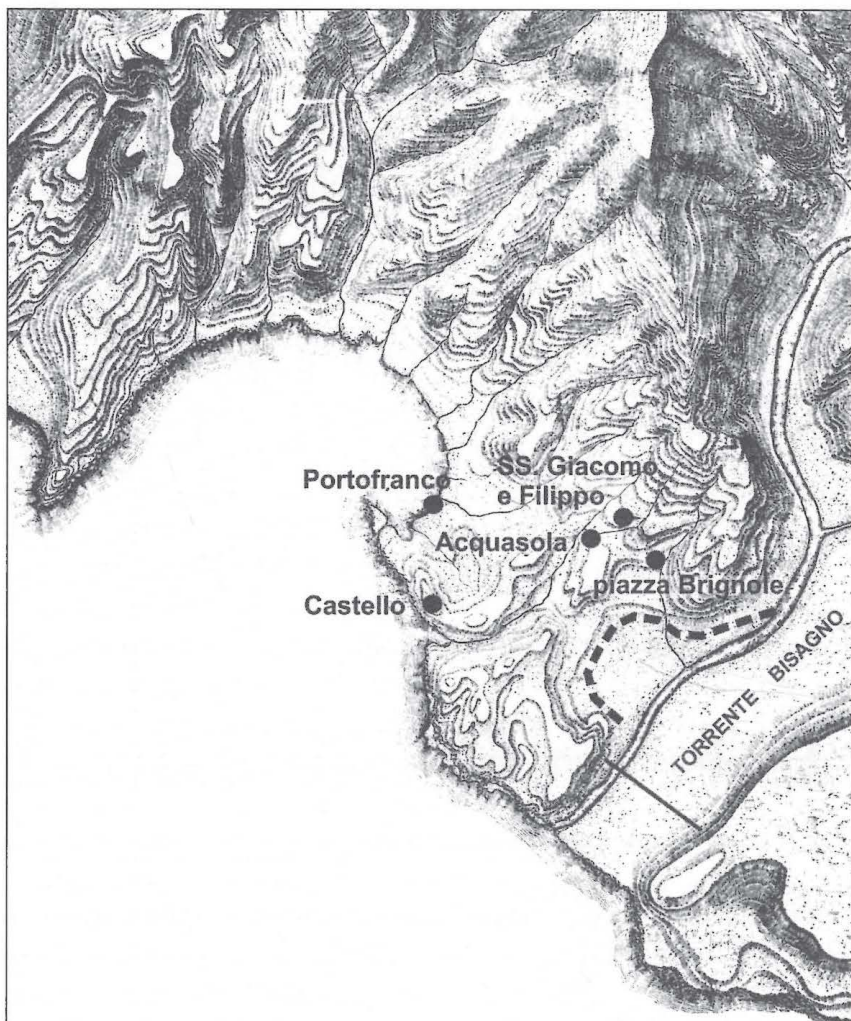 SS. Giacomo
e Filippo
Portofranco
Acquasola
piazza Brignole
Castello
TORRENTE BISAGNO